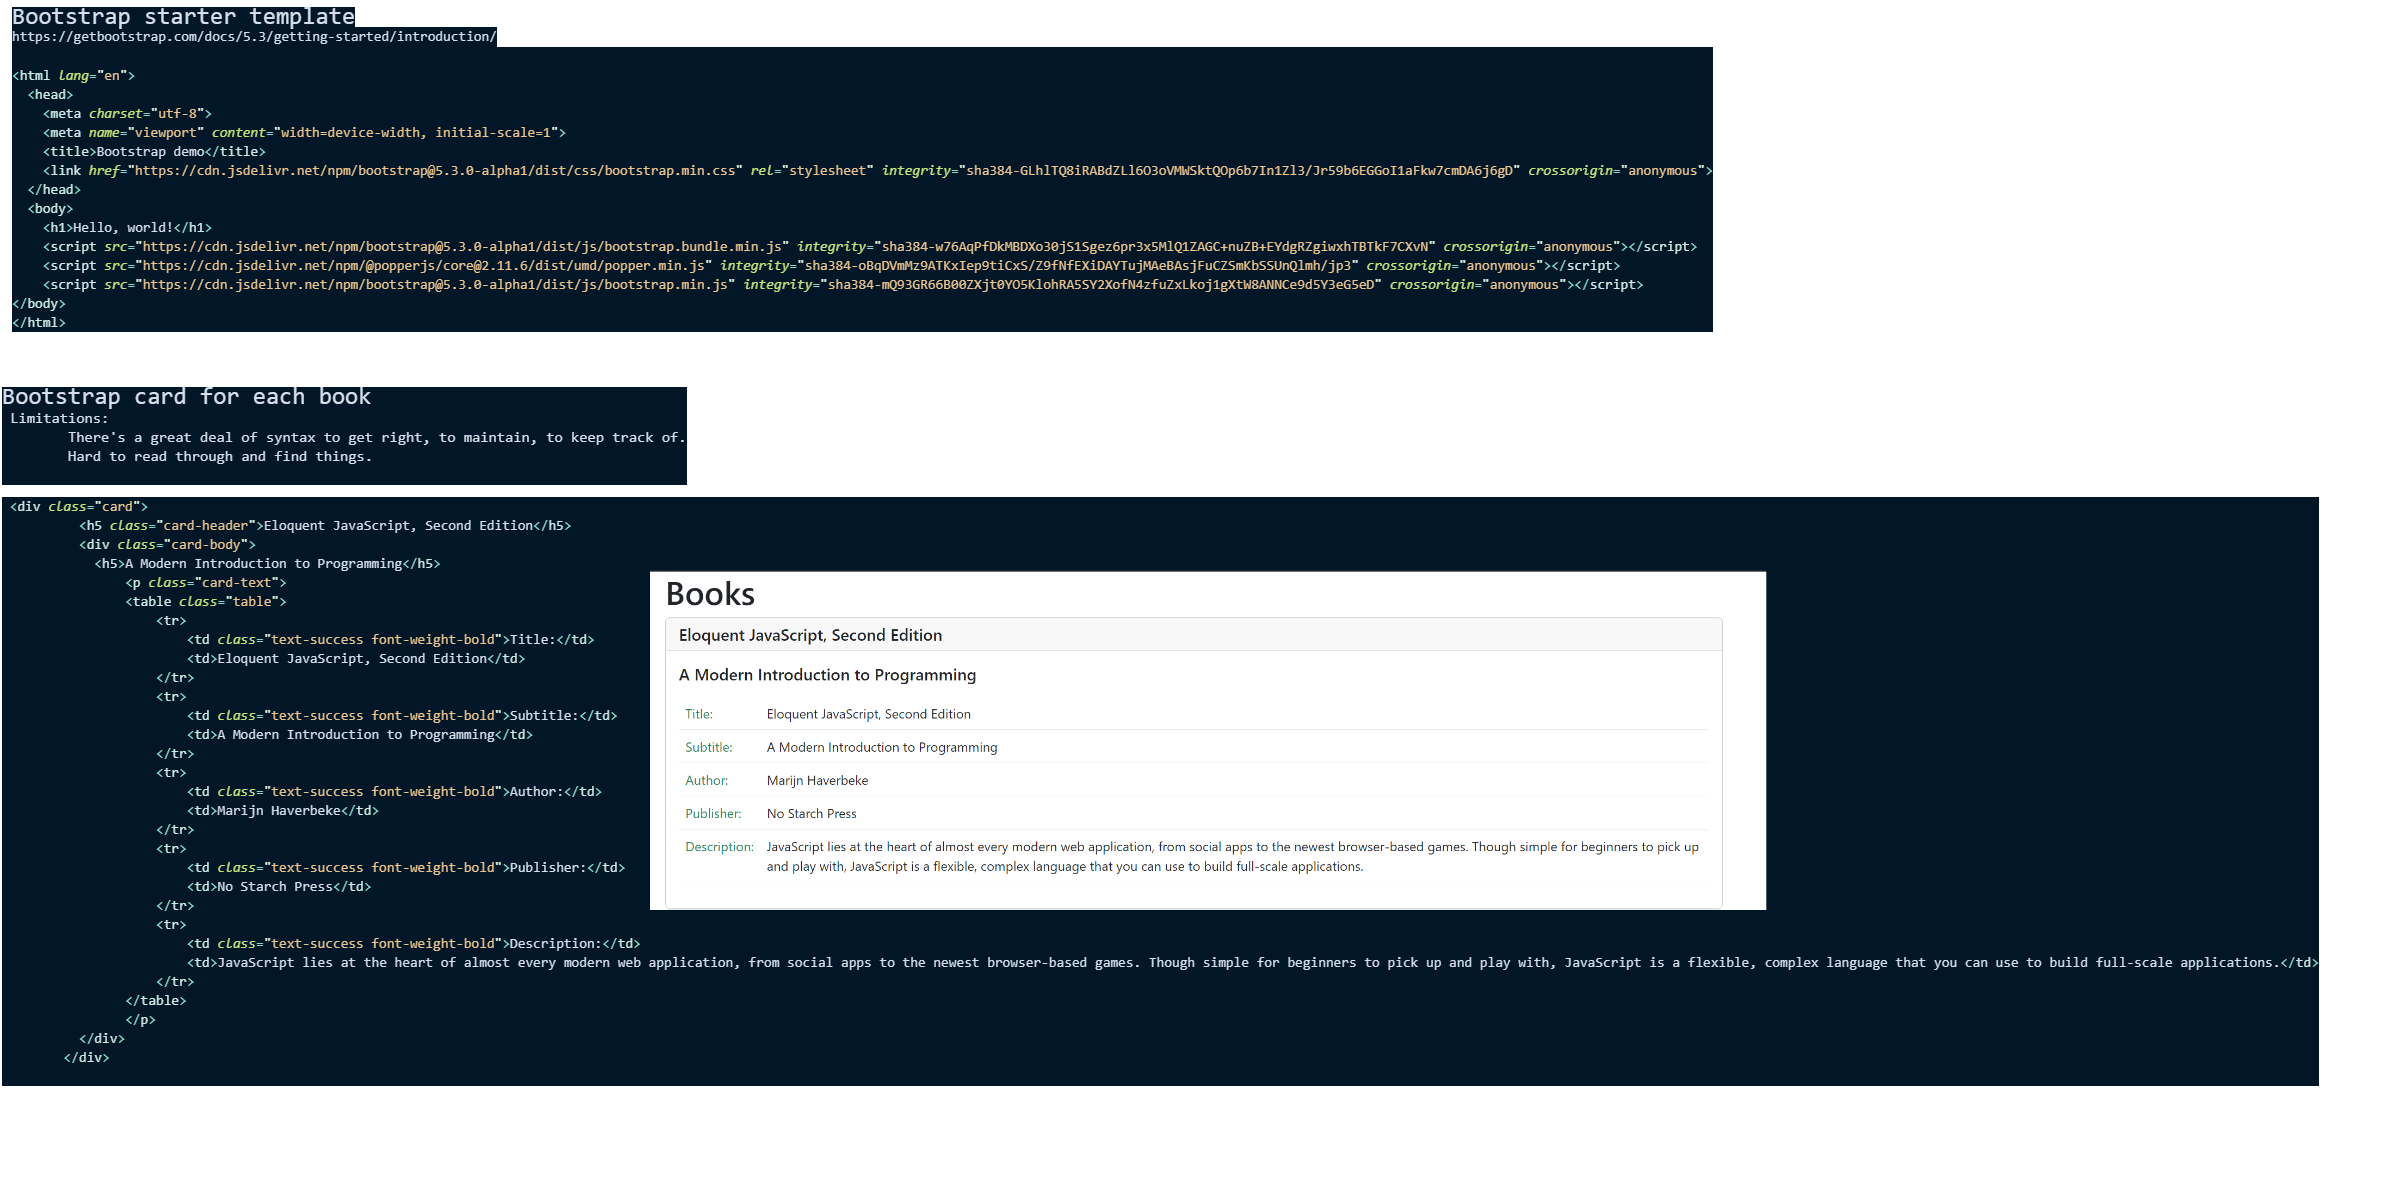 Bootstrap starter template
https://getbootstrap.com/docs/5.3/getting-started/introduction/
<html lang="en">
<head>
<meta charset="utf-8">
<meta name="viewport" content="width=device-width, initial-scale=1">
<title>Bootstrap demo</title>
<link href="https://cdn.jsdelivr.net/npm/bootstrap@5.3.0-alpha1/dist/css/bootstrap.min.css" rel="stylesheet" integrity="sha384-GLhlTQ8iRABdZLl6O3oVMWSktQOp6b7In1Zl3/Jr59b6EGGoI1aFkw7cmDA6j6gD" crossorigin="anonymous">
</head>
<body>
<h1>Hello, world!</h1>
<script src="https://cdn.jsdelivr.net/npm/bootstrap@5.3.0-alpha1/dist/js/bootstrap.bundle.min.js" integrity="sha384-w76AqPfDkMBDXo30jS1Sgez6pr3x5MlQ1ZAGC+nuZB+EYdgRZgiwxhTBTkF7CXvN" crossorigin="anonymous"></script>
<script src="https://cdn.jsdelivr.net/npm/@popperjs/core@2.11.6/dist/umd/popper.min.js" integrity="sha384-oBqDVmMz9ATKxIep9tiCxS/Z9fNfEXiDAYTujMAeBAsjFuCZSmKbSSUnQlmh/jp3" crossorigin="anonymous"></script>
<script src="https://cdn.jsdelivr.net/npm/bootstrap@5.3.0-alpha1/dist/js/bootstrap.min.js" integrity="sha384-mQ93GR66B00ZXjt0YO5KlohRA5SY2XofN4zfuZxLkoj1gXtW8ANNCe9d5Y3eG5eD" crossorigin="anonymous"></script>
</body>
</html>
Bootstrap card for each book
Limitations:
There's a great deal of syntax to get right, to maintain, to keep track of.
Hard to read through and find things.
<div class="card">
<h5 class="card-header">Eloquent JavaScript, Second Edition</h5>
<div class="card-body">
<h5>A Modern Introduction to Programming</h5>
<p class="card-text">
<table class="table">
<tr>
<td class="text-success font-weight-bold">Title:</td>
<td>Eloquent JavaScript, Second Edition</td>
</tr>
<tr>
<td class="text-success font-weight-bold">Subtitle:</td>
<td>A Modern Introduction to Programming</td>
</tr>
<tr>
<td class="text-success font-weight-bold">Author:</td>
<td>Marijn Haverbeke</td>
</tr>
<tr>
<td class="text-success font-weight-bold">Publisher:</td>
<td>No Starch Press</td>
</tr>
<tr>
<td class="text-success font-weight-bold">Description:</td>
<td>JavaScript lies at the heart of almost every modern web application, from social apps to the newest browser-based games. Though simple for beginners to pick up and play with, JavaScript is a flexible, complex language that you can use to build full-scale applications.</td>
</tr>
</table>
</p>
</div>
</div>
Books
Eloquent JavaScript, Second Edition
A Modern Introduction to Programming
Title: Eloquent JavaScript, Second Edition
Subtitle: A Modern Introduction to Programming
Author: Marijn Haverbeke
Publisher: No Starch Press
Description: JavaScript lies at the heart of almost every modern web application, from social apps to the newest browser-based games. Though simple for beginners to pick up
and play with, JavaScript is a flexible, complex language that you can use to build full-scale applications.